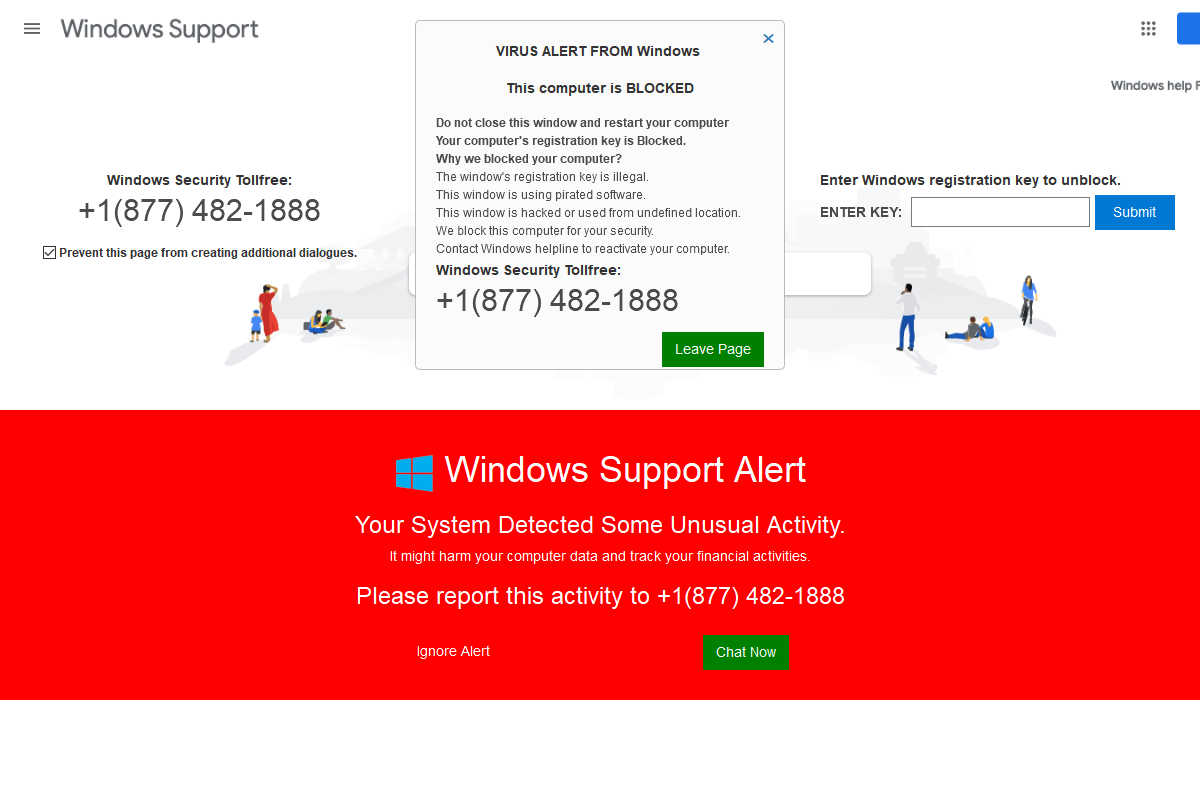 Windows Support
Windows help
VIRUS ALERT FROM Windows
This computer is BLOCKED
Do not close this window and restart your computer
Your computer's registration key is Blocked.
Why we blocked your computer?
The window's registration key is illegal.
This window is using pirated software.
This window is hacked or used from undefined location.
We block this computer for your security.
Contact Windows helpline to reactivate your computer.
Windows Security Tollfree:
+1(877) 482-1888
Leave Page
Windows Security Tollfree:
+1(877) 482-1888
Prevent this page from creating additional dialogues.
Enter Windows registration key to unblock.
ENTER KEY:
Submit
Windows Support Alert
Your System Detected Some Unusual Activity.
It might harm your computer data and track your financial activities.
Please report this activity to +1(877) 482-1888
Ignore Alert
Chat Now